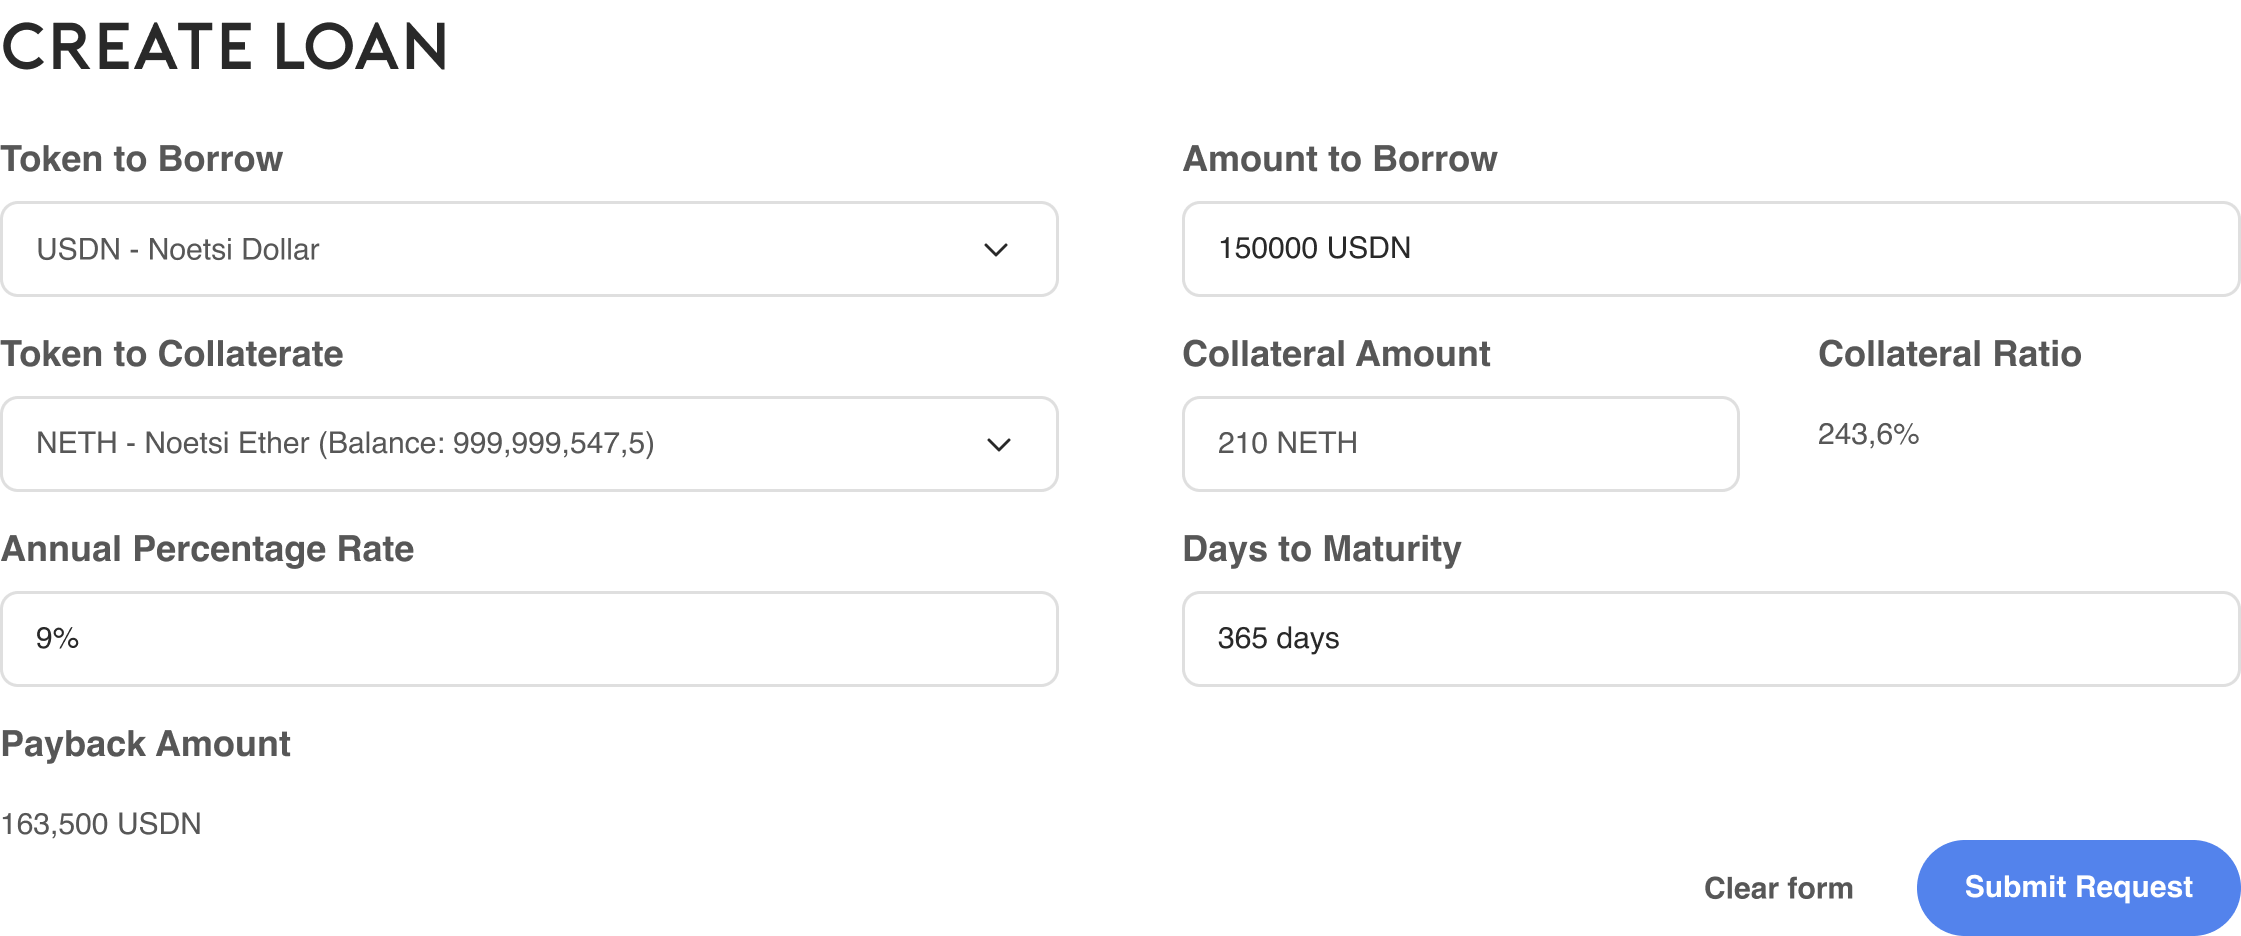 CREATE LOAN
Token to Borrow
Amount to Borrow
USDN - Noetsi Dollar
150000 USDN
Token to Collaterate
Collateral Amount
Collateral Ratio
NETH - Noetsi Ether (Balance: 999,999,547,5)
210 NETH
243,6%
Annual Percentage Rate
Days to Maturity
9%
365 days
Payback Amount
163,500 USDN
Clear form
Submit Request